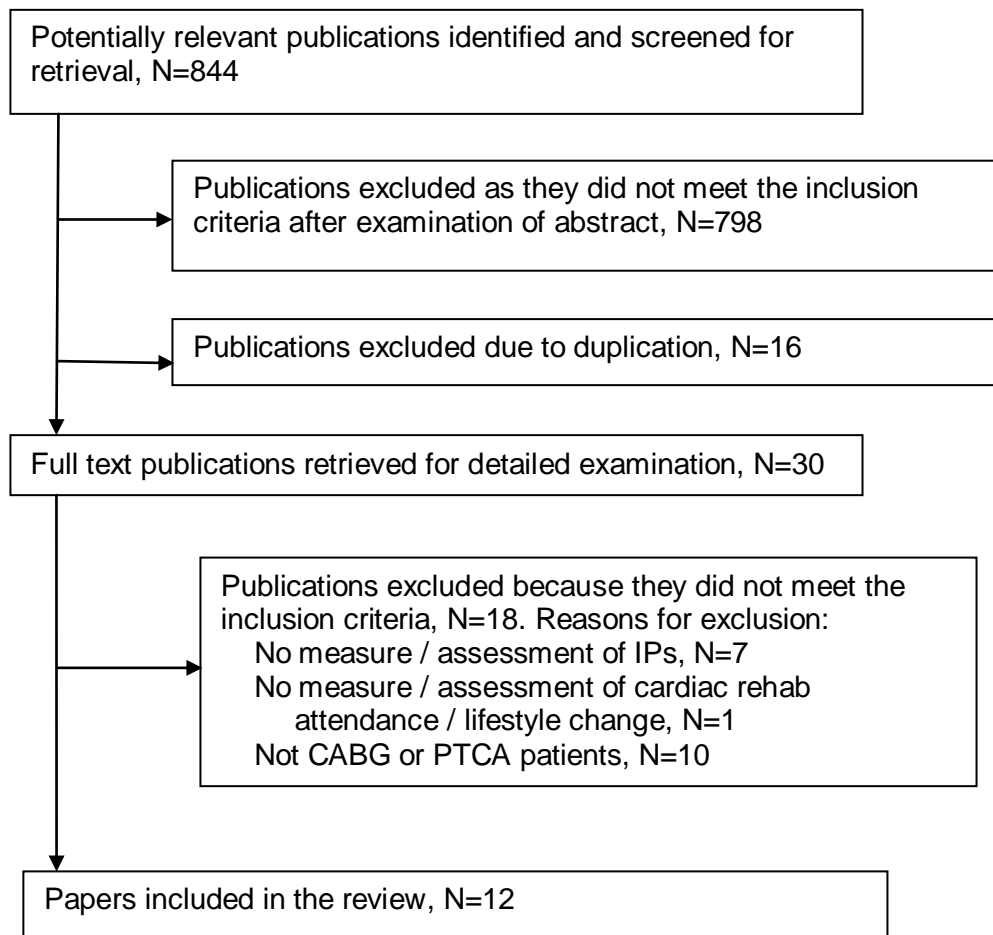 Potentially relevant publications identified and screened for
retrieval, N=844
Publications excluded as they did not meet the inclusion
criteria after examination of abstract, N=798
Publications excluded due to duplication, N=16
Full text publications retrieved for detailed examination, N=30
Publications excluded because they did not meet the
inclusion criteria, N=18. Reasons for exclusion:
No measure / assessment of IPs, N=7
No measure / assessment of cardiac rehab
attendance / lifestyle change, N=1
Not CABG or PTCA patients, N=10
Papers included in the review, N=12